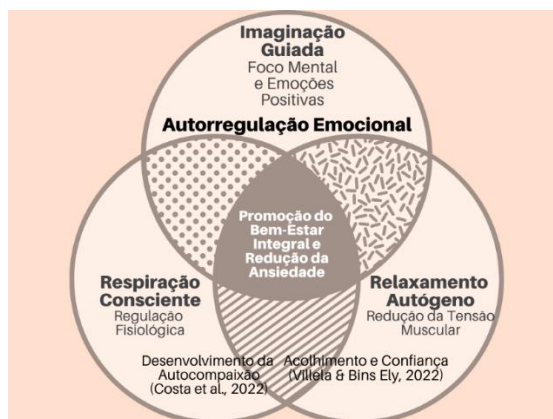 Imaginação
Guiada
Foco Mental
e Emoções
Positivas
Autorregulação Emocional
Promoção do
Bem-Estar
Integral e
Redução da
Ansiedade
Respiração
Consciente
Regulação
Fisiológica
Relaxamento
Autógeno
Redução da Tensão
Muscular
Desenvolvimento da
Autocompaixão
(Costa et al., 2022)
Acolhimento e Confiança
(Villela & Bins Ely, 2022)